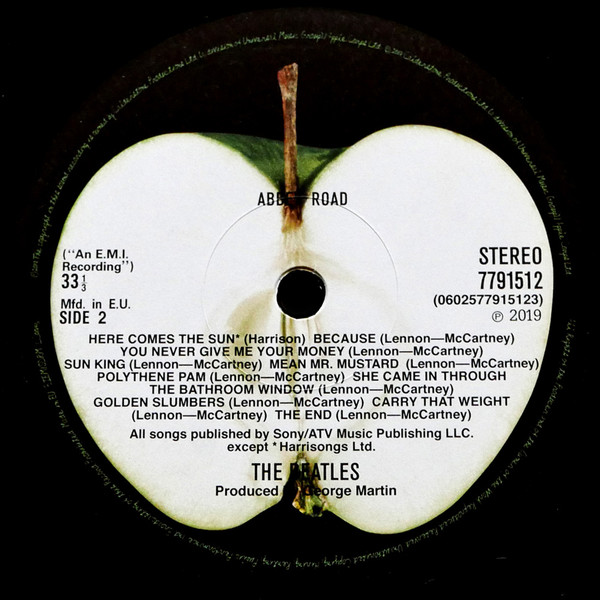 ABBEY ROAD
("An E.M.I.
Recording")
33 1/3
Mfd. in E.U.
SIDE 2
STEREO
7791512
(0602577915123)
℗ 2019
HERE COMES THE SUN* (Harrison) BECAUSE (Lennon—McCartney)
YOU NEVER GIVE ME YOUR MONEY (Lennon—McCartney)
SUN KING (Lennon—McCartney) MEAN MR. MUSTARD (Lennon—McCartney)
POLYTHENE PAM (Lennon—McCartney) SHE CAME IN THROUGH
THE BATHROOM WINDOW (Lennon—McCartney)
GOLDEN SLUMBERS (Lennon—McCartney) CARRY THAT WEIGHT
(Lennon—McCartney) THE END (Lennon—McCartney)
All songs published by Sony/ATV Music Publishing LLC.
except *Harrisongs Ltd.
THE BEATLES
Produced by George Martin